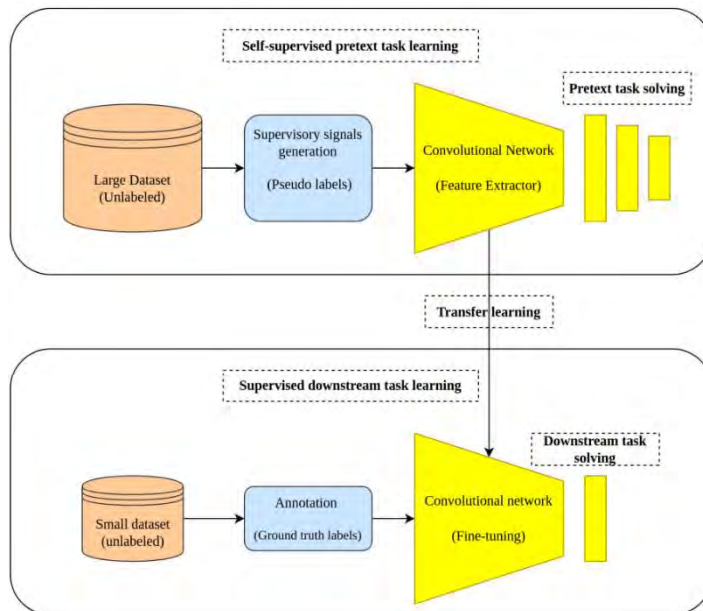 Self-supervised pretext task learning
Pretext task solving
Large Dataset
(Unlabeled)
Supervisory signals
generation
(Pseudo labels)
Convolutional Network
(Feature Extractor)
Transfer learning
Supervised downstream task learning
Downstream task
solving
Small dataset
(unlabeled)
Annotation
(Ground truth labels)
Convolutional network
(Fine-tuning)